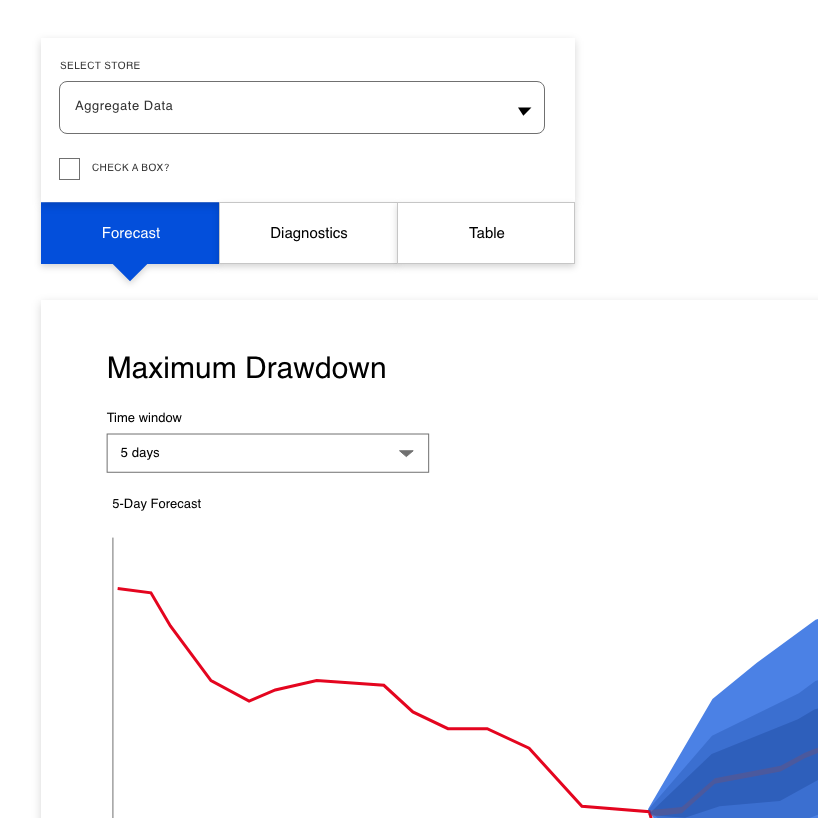 SELECT STORE
Aggregate Data
CHECK A BOX?
Forecast
Diagnostics
Table
Maximum Drawdown
Time window
5 days
5-Day Forecast